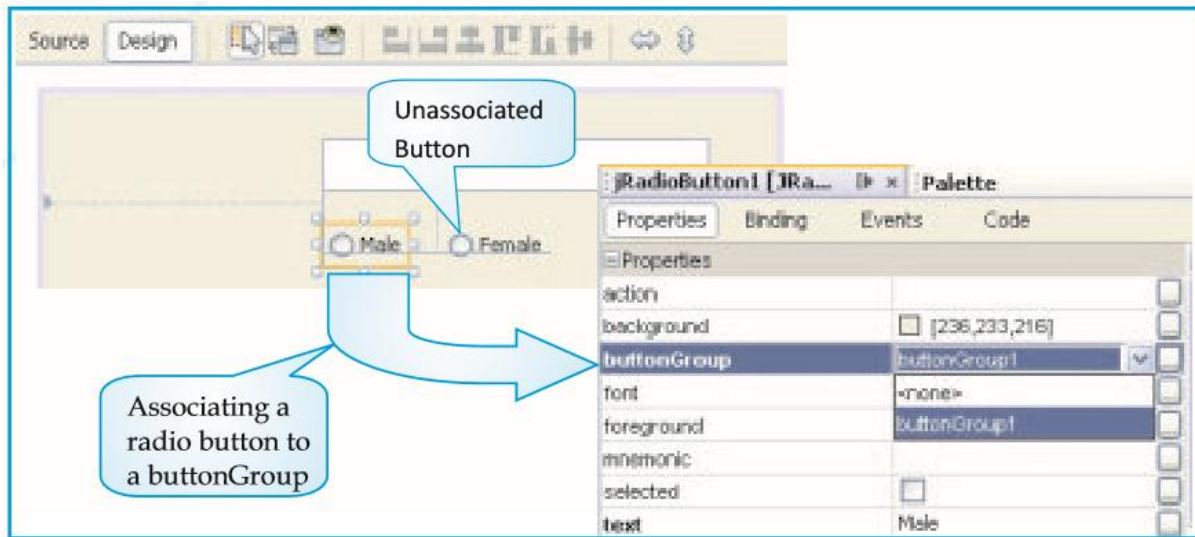 Source Design
Unassociated
Button
Male Female
Associating a
radio button to
a buttonGroup
jRadioButton1 [JRa... Palette
Properties Binding Events Code
Properties
action
background [236,233,216]
buttonGroup buttonGroup1
font <none>
foreground buttonGroup1
mnemonic
selected
text Male